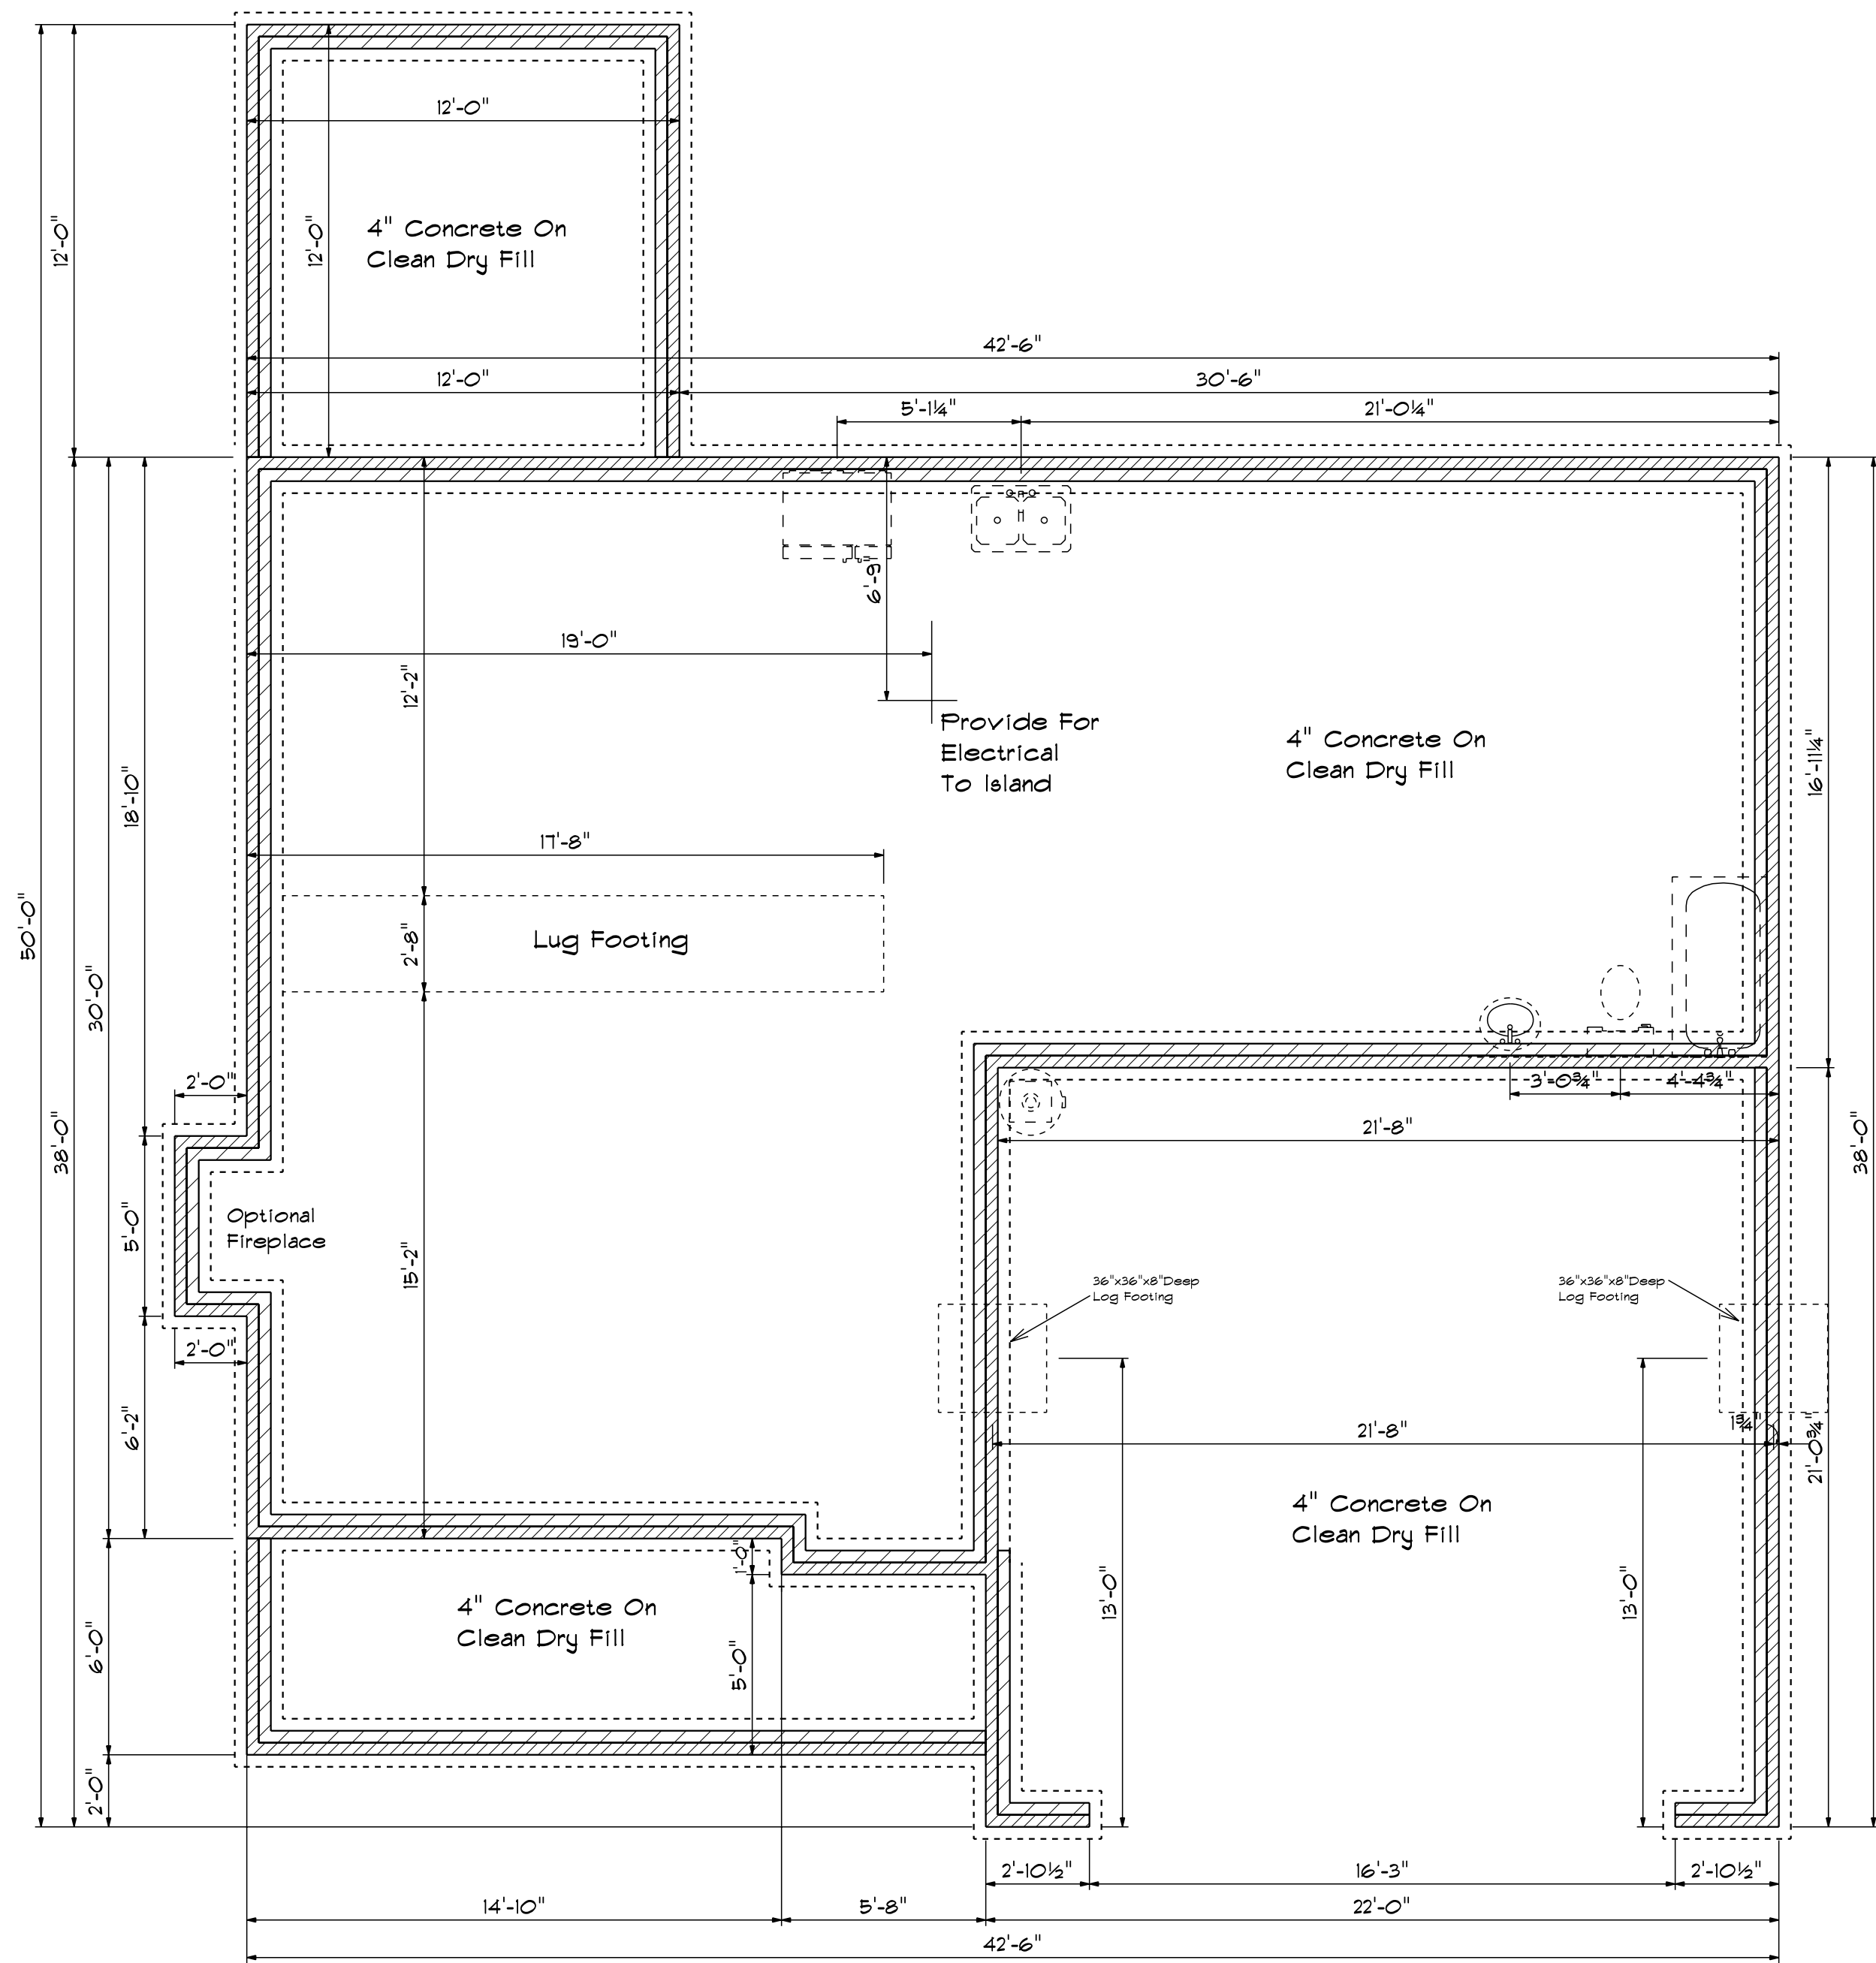 12'-0"
12'-0"
12'-0"
4" Concrete On
Clean Dry Fill
42'-6"
12'-0"
30'-6"
5'-1¼"
21'-0¼"
6'-9"
19'-0"
12'-2"
Provide For
Electrical
To Island
4" Concrete On
Clean Dry Fill
16'-11¼"
18'-10"
17'-8"
50'-0"
2'-8"
Lug Footing
30'-0"
38'-0"
2'-0"
3'-0¾"
4'-4¾"
21'-8"
38'-0"
5'-0"
Optional
Fireplace
15'-2"
36"x36"x8"Deep
Log Footing
36"x36"x8"Deep
Log Footing
2'-0"
6'-2"
21'-8"
1¾"
21'-0¾"
4" Concrete On
Clean Dry Fill
1'-0"
13'-0"
13'-0"
4" Concrete On
Clean Dry Fill
6'-0"
5'-0"
2'-0"
2'-10½"
16'-3"
2'-10½"
14'-10"
5'-8"
22'-0"
42'-6"